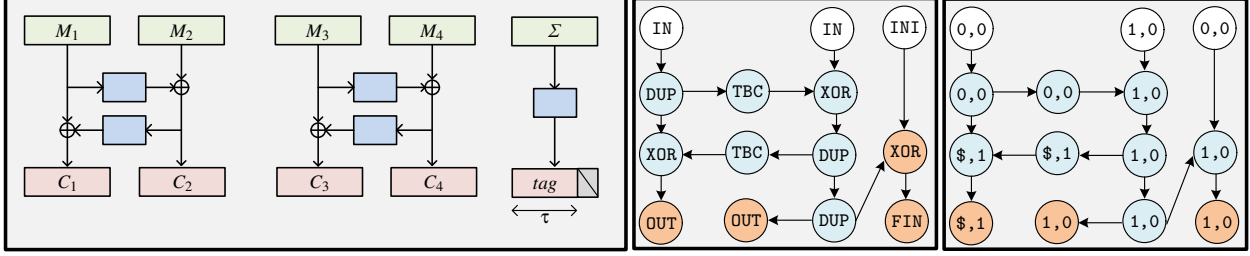 M₁ M₂ M₃ M₄ Σ
C₁ C₂ C₃ C₄ tag
τ
IN IN INI
DUP TBC XOR
XOR TBC DUP XOR
OUT OUT DUP FIN
0,0 1,0 0,0
0,0 0,0 1,0
$,1 $,1 1,0 1,0
$,1 1,0 1,0 1,0